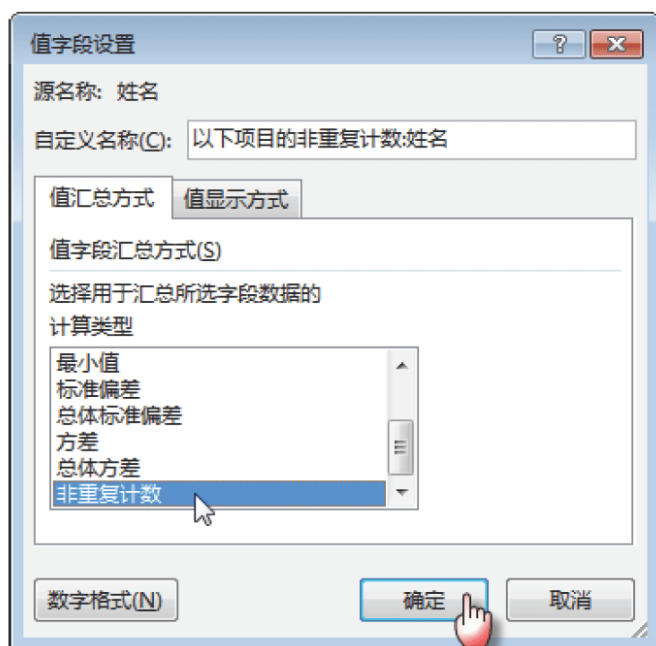 值字段设置
源名称: 姓名
自定义名称(C): 以下项目的非重复计数:姓名
值汇总方式 值显示方式
值字段汇总方式(S)
选择用于汇总所选字段数据的
计算类型
最小值
标准偏差
总体标准偏差
方差
总体方差
非重复计数
数字格式(N) 确定 取消